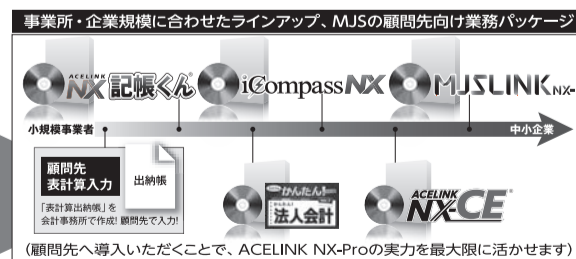 事業所・企業規模に合わせたラインアップ、MJSの顧問先向け業務パッケージ
ACELINK
NX記帳くん®
iCompassNX
MJSLINK NX-
小規模事業者
中小企業
顧問先
表計算入力
出納帳
「表計算出納帳」を
会計事務所で作成!顧問先で入力!
かんたん!
法人会計
ACELINK
NX-CE®
(顧問先へ導入いただくことで、ACELINK NX-Proの実力を最大限に活かせます)